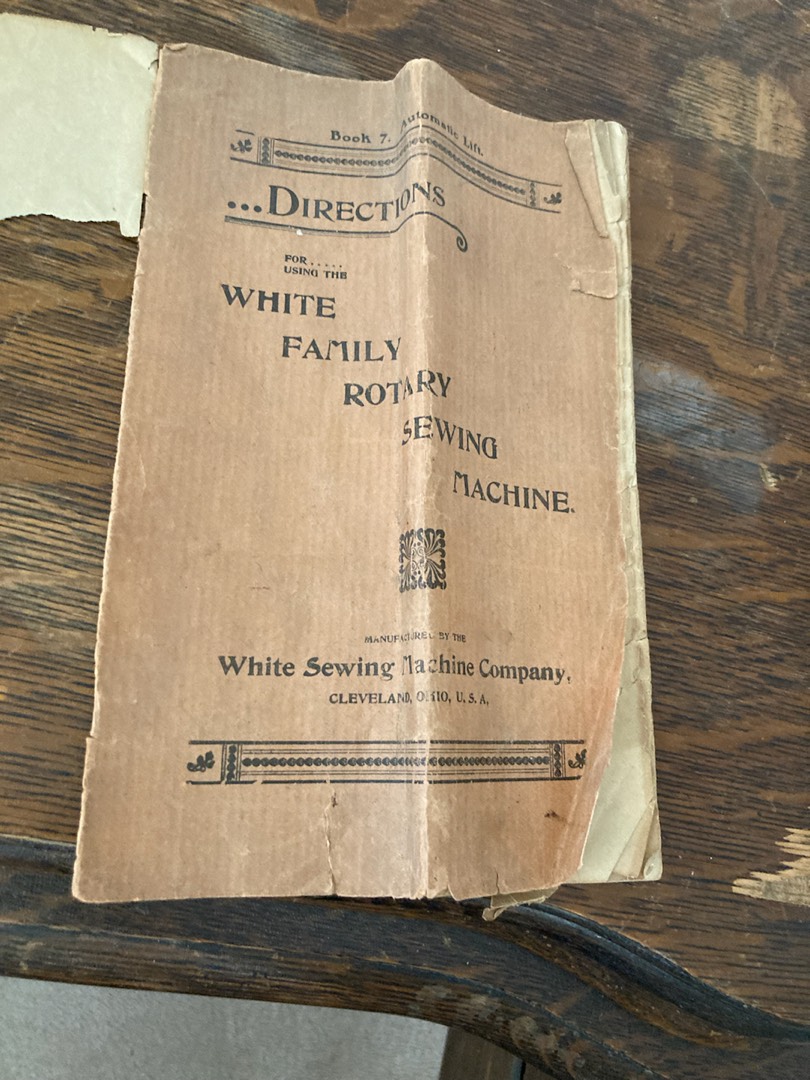 Book 7. Automatic Lift.
...DIRECTIONS
FOR.....
USING THE
WHITE
FAMILY
ROTARY
SEWING
MACHINE.
MANUFACTURED BY THE
White Sewing Machine Company,
CLEVELAND, OHIO, U. S. A.